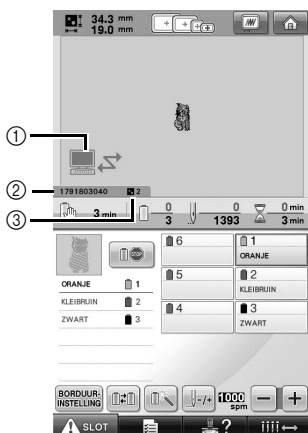 34.3 mm
19.0 mm
①
②
1791803040 2
③
3 min 0 3 0 1393 0 min 3 min
6
1
ORANJE
5
2
KLEIBRUIN
4
3
ZWART
ORANJE 1
KLEIBRUIN 2
ZWART 3
BORDUUR-
INSTELLING
-/+
1000
spm
− +
SLOT
?